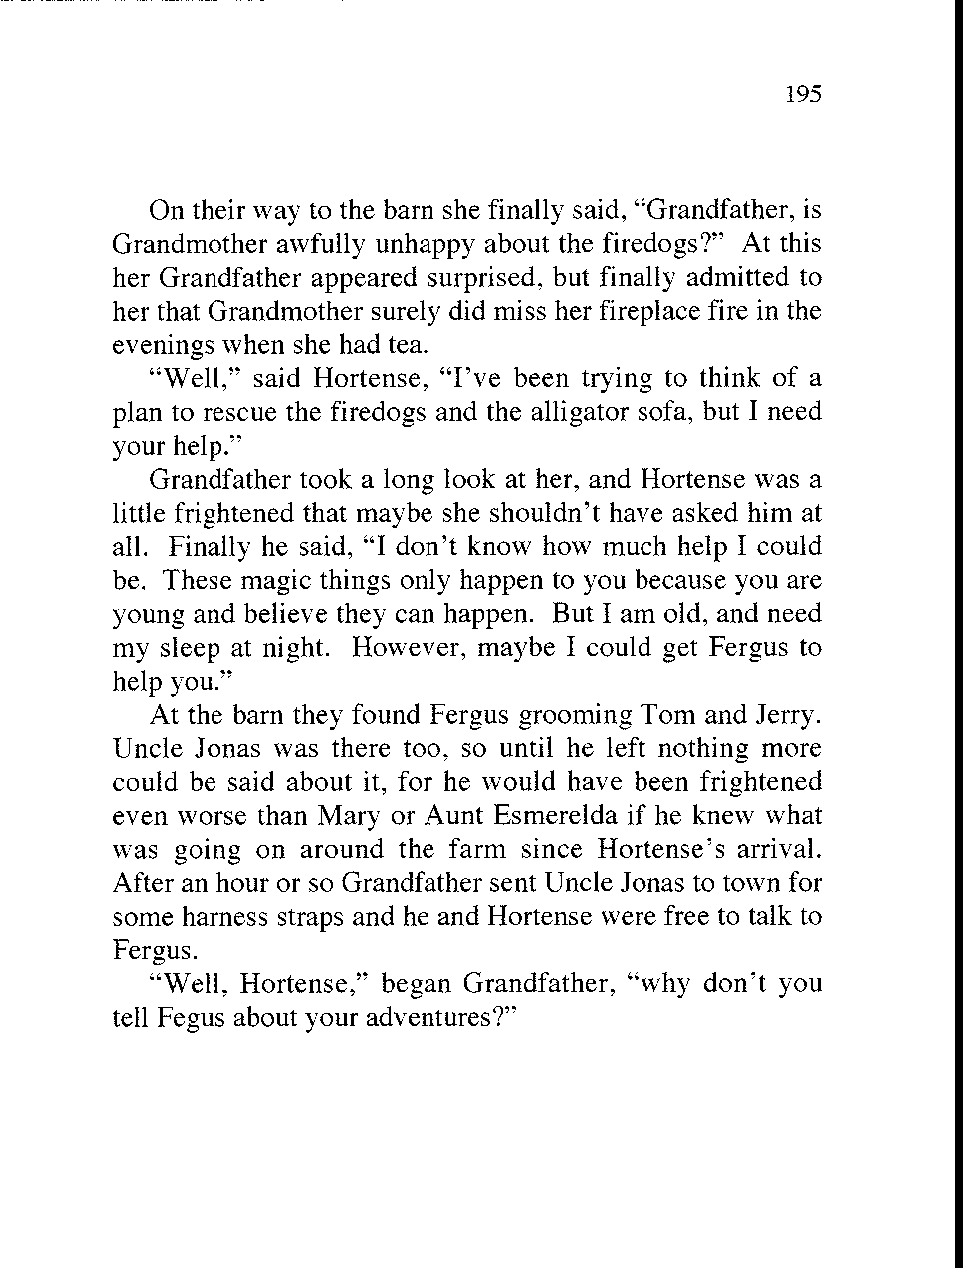 195
On their way to the barn she finally said, “Grandfather, is
Grandmother awfully unhappy about the firedogs?” At this
her Grandfather appeared surprised, but finally admitted to
her that Grandmother surely did miss her fireplace fire in the
evenings when she had tea.
“Well,” said Hortense, “I’ve been trying to think of a
plan to rescue the firedogs and the alligator sofa, but I need
your help.”
Grandfather took a long look at her, and Hortense was a
little frightened that maybe she shouldn’t have asked him at
all. Finally he said, “I don’t know how much help I could
be. These magic things only happen to you because you are
young and believe they can happen. But I am old, and need
my sleep at night. However, maybe I could get Fergus to
help you.”
At the barn they found Fergus grooming Tom and Jerry.
Uncle Jonas was there too, so until he left nothing more
could be said about it, for he would have been frightened
even worse than Mary or Aunt Esmerelda if he knew what
was going on around the farm since Hortense’s arrival.
After an hour or so Grandfather sent Uncle Jonas to town for
some harness straps and he and Hortense were free to talk to
Fergus.
“Well, Hortense,” began Grandfather, “why don’t you
tell Fegus about your adventures?”